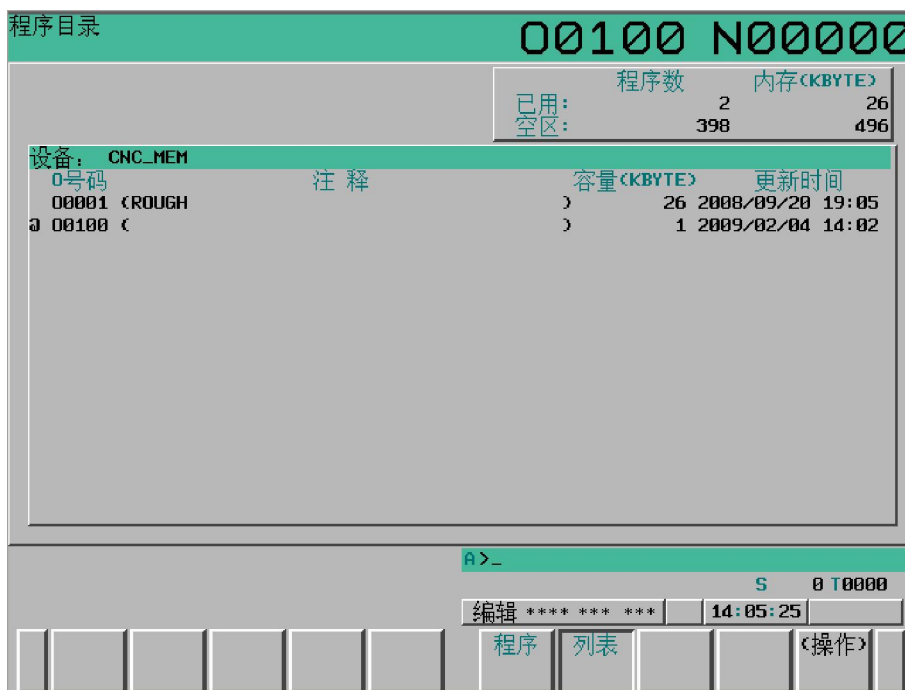 程序目录 O0100 N00000
程序数 内存(KBYTE)
已用: 2 26
空区: 398 496
设备: CNC_MEM
O号码 注 释 容量(KBYTE) 更新时间
O0001 (ROUGH ) 26 2008/09/20 19:05
@ O0100 ( ) 1 2009/02/04 14:02
A>_
S 0 T0000
编辑 **** *** *** 14:05:25
程序 列表 (操作)